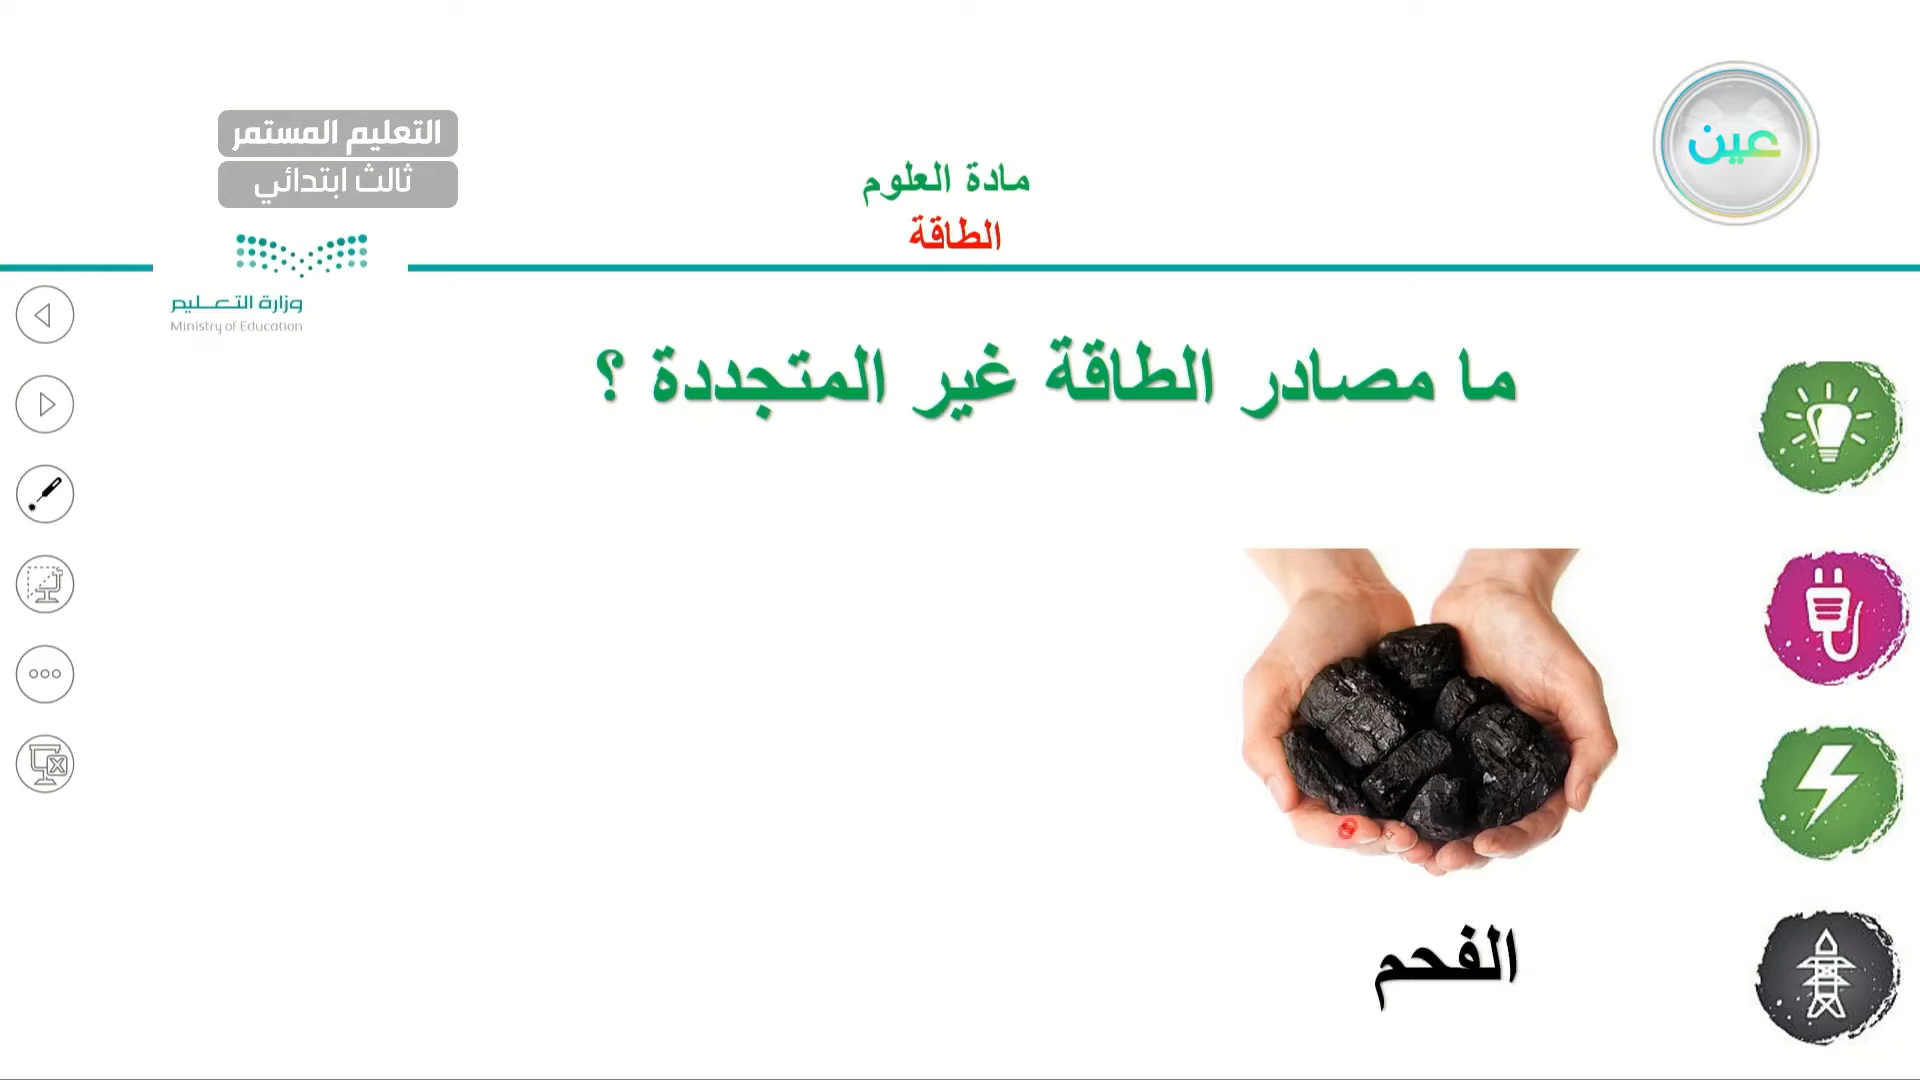 عين
التعليم المستمر
ثالث ابتدائي
مادة العلوم
الطاقة
وزارة التعليم
Ministry of Education
ما مصادر الطاقة غير المتجددة ؟
الفحم